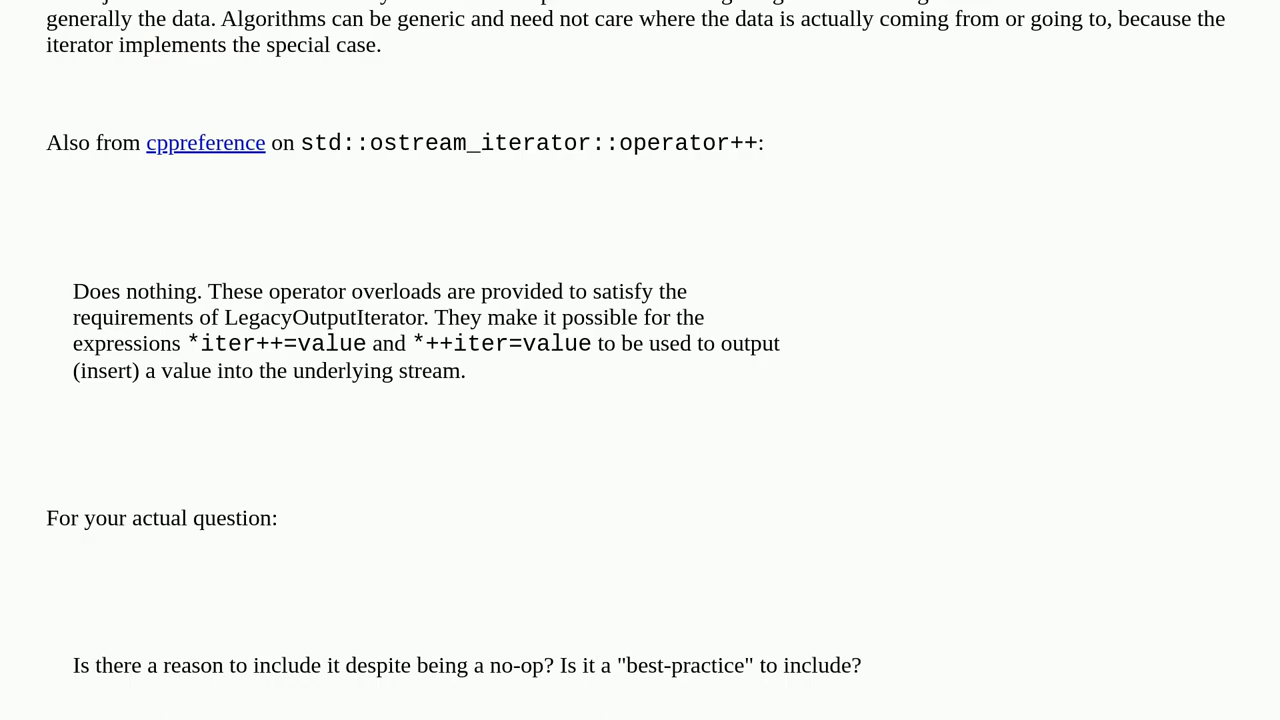 generally the data. Algorithms can be generic and need not care where the data is actually coming from or going to, because the
iterator implements the special case.
Also from cppreference on std::ostream_iterator::operator++:
Does nothing. These operator overloads are provided to satisfy the
requirements of LegacyOutputIterator. They make it possible for the
expressions *iter++=value and *++iter=value to be used to output
(insert) a value into the underlying stream.
For your actual question:
Is there a reason to include it despite being a no-op? Is it a "best-practice" to include?